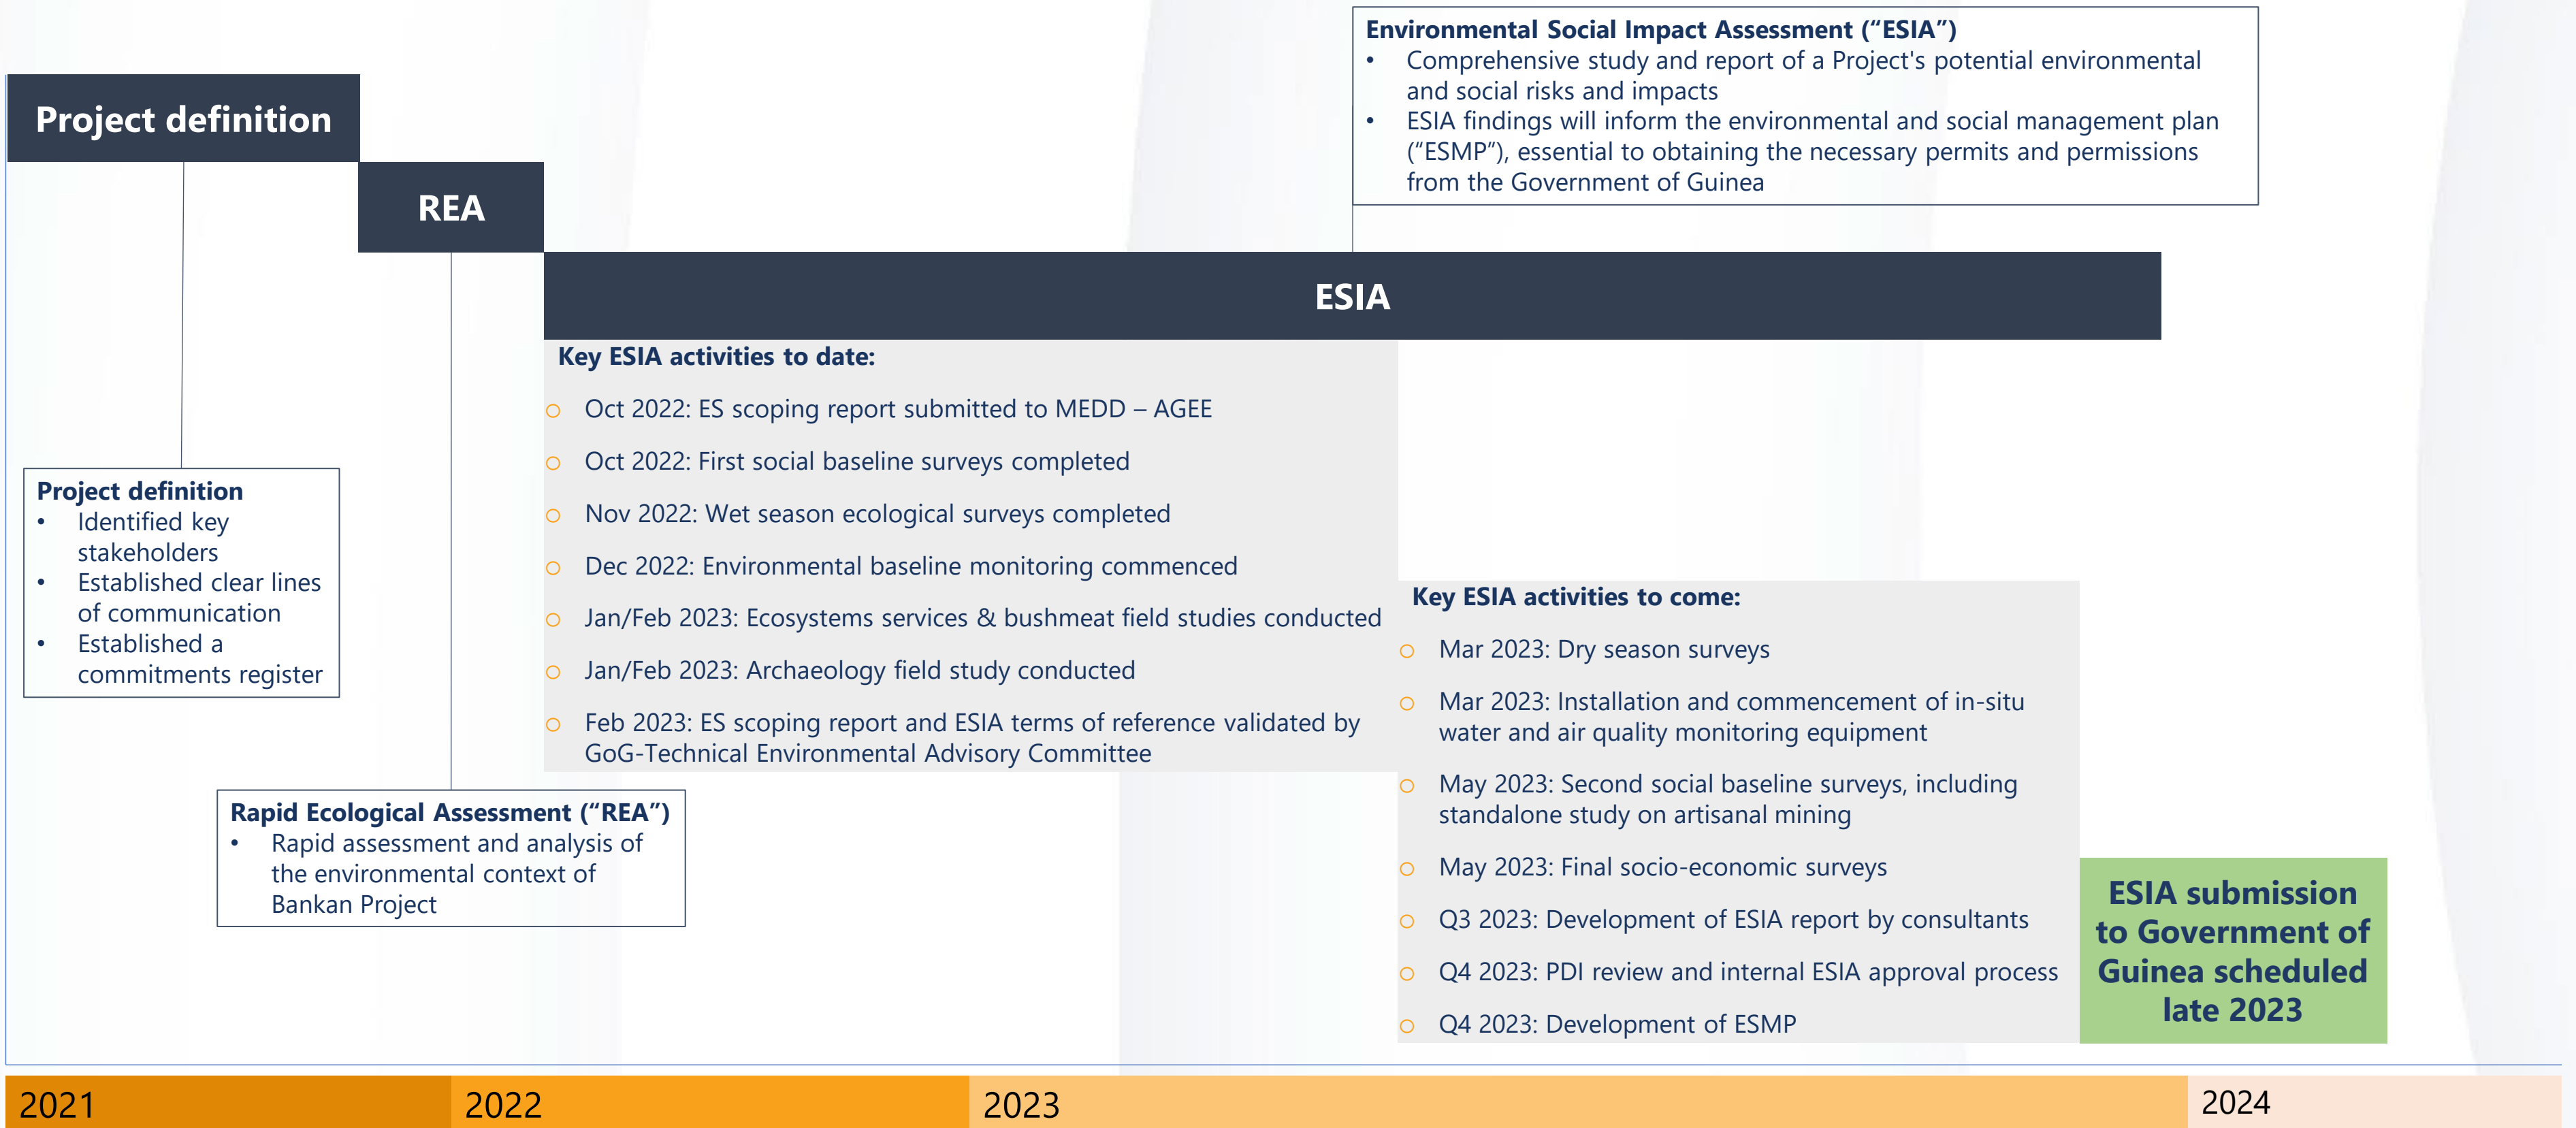 Environmental Social Impact Assessment (“ESIA”)
• Comprehensive study and report of a Project's potential environmental
and social risks and impacts
• ESIA findings will inform the environmental and social management plan
(“ESMP”), essential to obtaining the necessary permits and permissions
from the Government of Guinea
Project definition
REA
ESIA
Key ESIA activities to date:
o Oct 2022: ES scoping report submitted to MEDD – AGEE
o Oct 2022: First social baseline surveys completed
o Nov 2022: Wet season ecological surveys completed
o Dec 2022: Environmental baseline monitoring commenced
o Jan/Feb 2023: Ecosystems services & bushmeat field studies conducted
o Jan/Feb 2023: Archaeology field study conducted
o Feb 2023: ES scoping report and ESIA terms of reference validated by
GoG-Technical Environmental Advisory Committee
Project definition
• Identified key
stakeholders
• Established clear lines
of communication
• Established a
commitments register
Rapid Ecological Assessment (“REA”)
• Rapid assessment and analysis of
the environmental context of
Bankan Project
Key ESIA activities to come:
o Mar 2023: Dry season surveys
o Mar 2023: Installation and commencement of in-situ
water and air quality monitoring equipment
o May 2023: Second social baseline surveys, including
standalone study on artisanal mining
o May 2023: Final socio-economic surveys
o Q3 2023: Development of ESIA report by consultants
o Q4 2023: PDI review and internal ESIA approval process
o Q4 2023: Development of ESMP
ESIA submission
to Government of
Guinea scheduled
late 2023
2021
2022
2023
2024